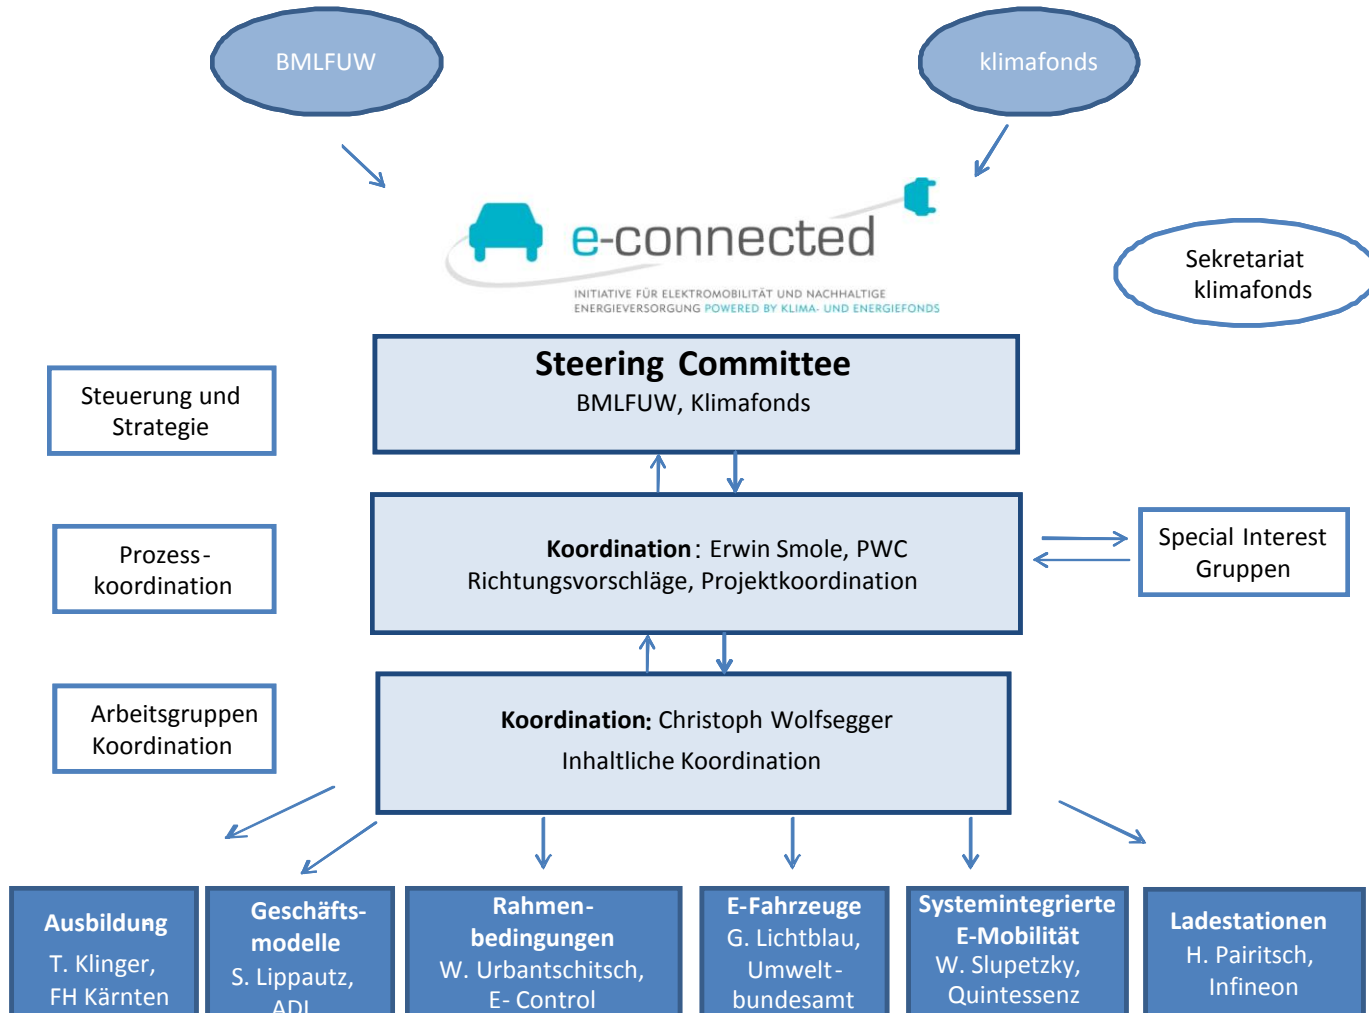 BMLFUW
klimafonds
e-connected
INITIATIVE FÜR ELEKTROMOBILITÄT UND NACHHALTIGE
ENERGIEVERSORGUNG POWERED BY KLIMA- UND ENERGIEFONDS
Sekretariat
klimafonds
Steering Committee
BMLFUW, Klimafonds
Steuerung und
Strategie
Prozess-
koordination
Koordination: Erwin Smole, PWC
Richtungsvorschläge, Projektkoordination
Special Interest
Gruppen
Arbeitsgruppen
Koordination
Koordination: Christoph Wolfsegger
Inhaltliche Koordination
Ausbildung
T. Klinger,
FH Kärnten
Geschäfts-
modelle
S. Lippautz,
ADL
Rahmen-
bedingungen
W. Urbantschitsch,
E- Control
E-Fahrzeuge
G. Lichtblau,
Umwelt-
bundesamt
Systemintegrierte
E-Mobilität
W. Slupetzky,
Quintessenz
Ladestationen
H. Pairitsch,
Infineon